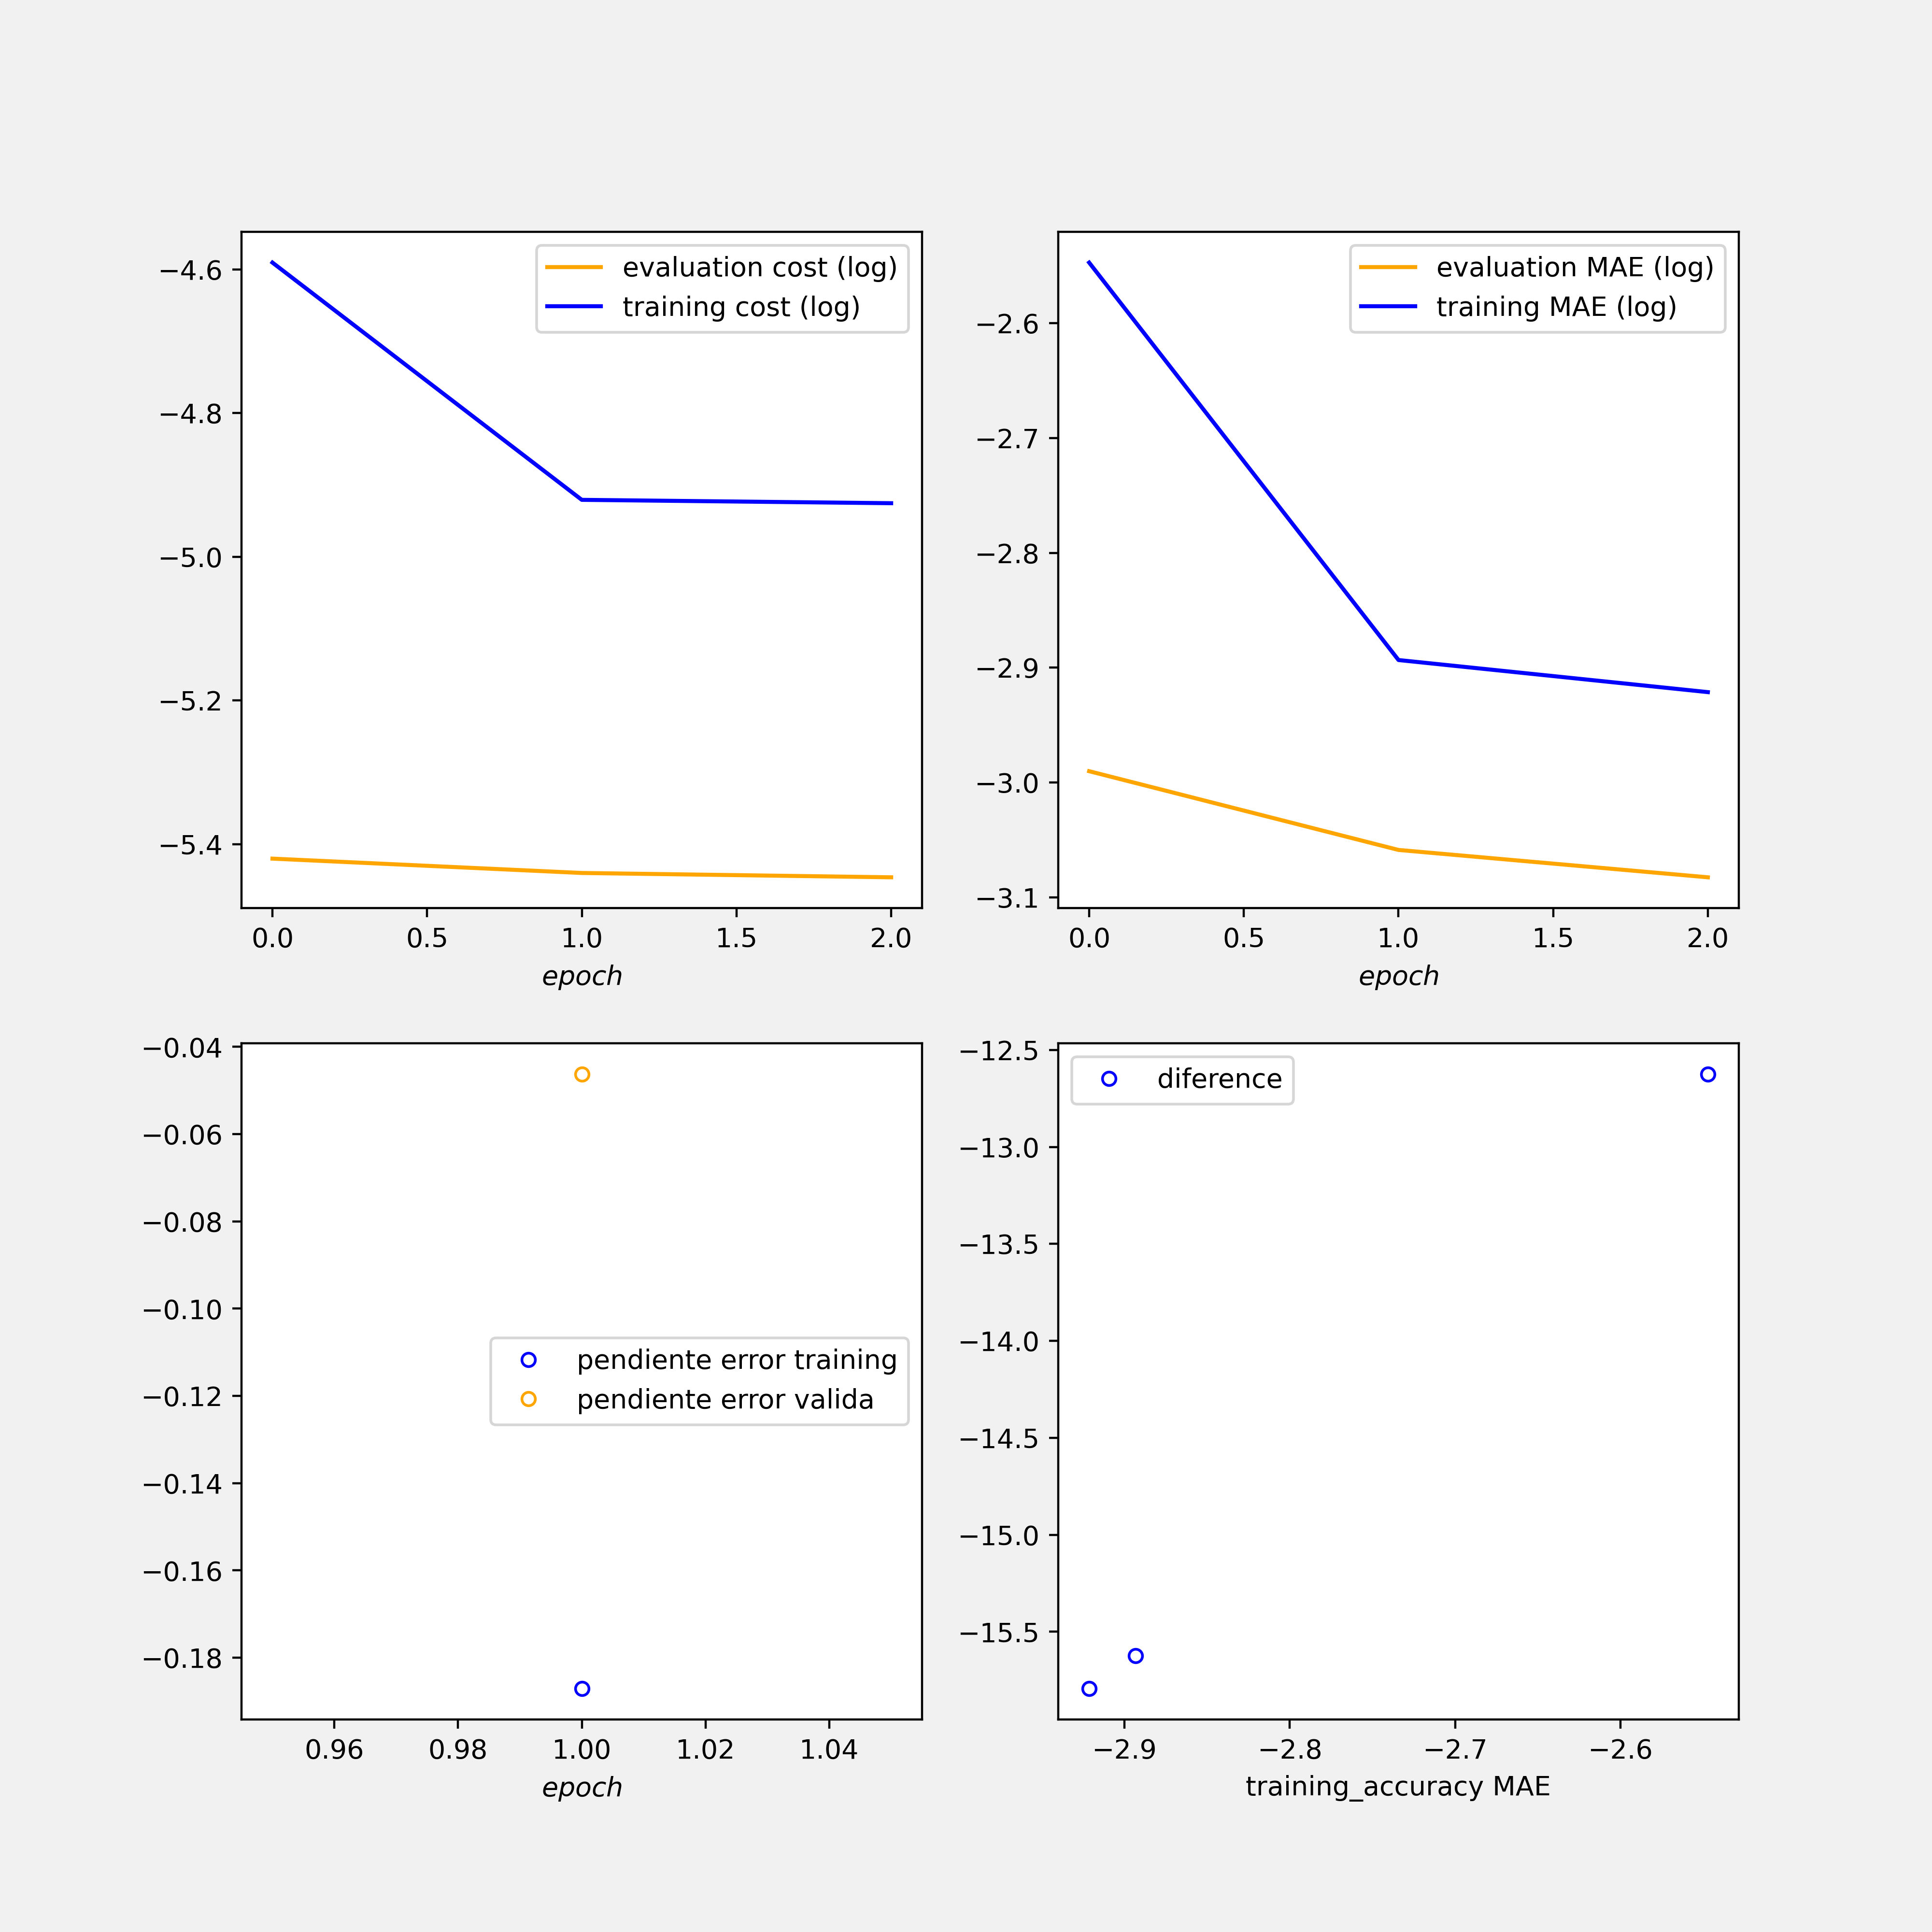 evaluation cost (log)
training cost (log)
−4.6
−4.8
−5.0
−5.2
−5.4
0.0 0.5 1.0 1.5 2.0
epoch
evaluation MAE (log)
training MAE (log)
−2.6
−2.7
−2.8
−2.9
−3.0
−3.1
0.0 0.5 1.0 1.5 2.0
epoch
−0.04
−0.06
−0.08
−0.10
−0.12
−0.14
−0.16
−0.18
pendiente error training
pendiente error valida
0.96 0.98 1.00 1.02 1.04
epoch
diference
−12.5
−13.0
−13.5
−14.0
−14.5
−15.0
−15.5
−2.9 −2.8 −2.7 −2.6
training_accuracy MAE